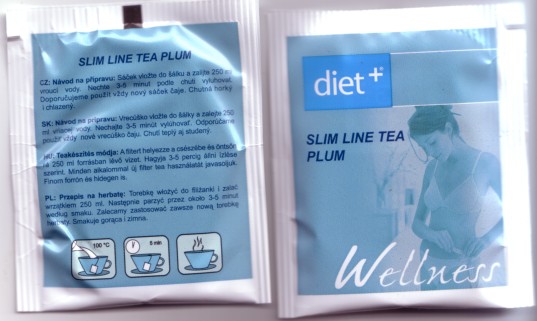 SLIM LINE TEA PLUM
CZ: Návod na přípravu: Sáček vložte do šálku a zalijte 250 ml
vroucí vody. Nechte 3-5 minut podle chuti vyluhovat.
Doporučujeme použít vždy nový sáček čaje. Chutná horký
i chlazený.
SK: Návod na prípravu: Vrecúško vložte do šálky a zalejte 250
ml vriacej vody. Nechajte 3-5 minút vylúhovať. Odporúčame
použiť vždy nové vrecúško čaju. Chutí teplý aj studený.
HU: Teakészítés módja: A filtert helyezze a csészébe és öntsön
rá 250 ml forrásban lévő vizet. Hagyja 3-5 percig ázni ízlése
szerint. Minden alkalommal új filter tea használatát javasoljuk.
Finom forrón és hidegen is.
PL: Przepis na herbatę: Torebkę włożyć do filiżanki i zalać
wrzątkiem 250 ml. Następnie parzyć przez około 3-5 minut
według smaku. Zalecamy zastosować zawsze nową torebkę
herbaty. Smakuje gorąca i zimna.
100 °C
5 min
diet+
SLIM LINE TEA
PLUM
Wellness